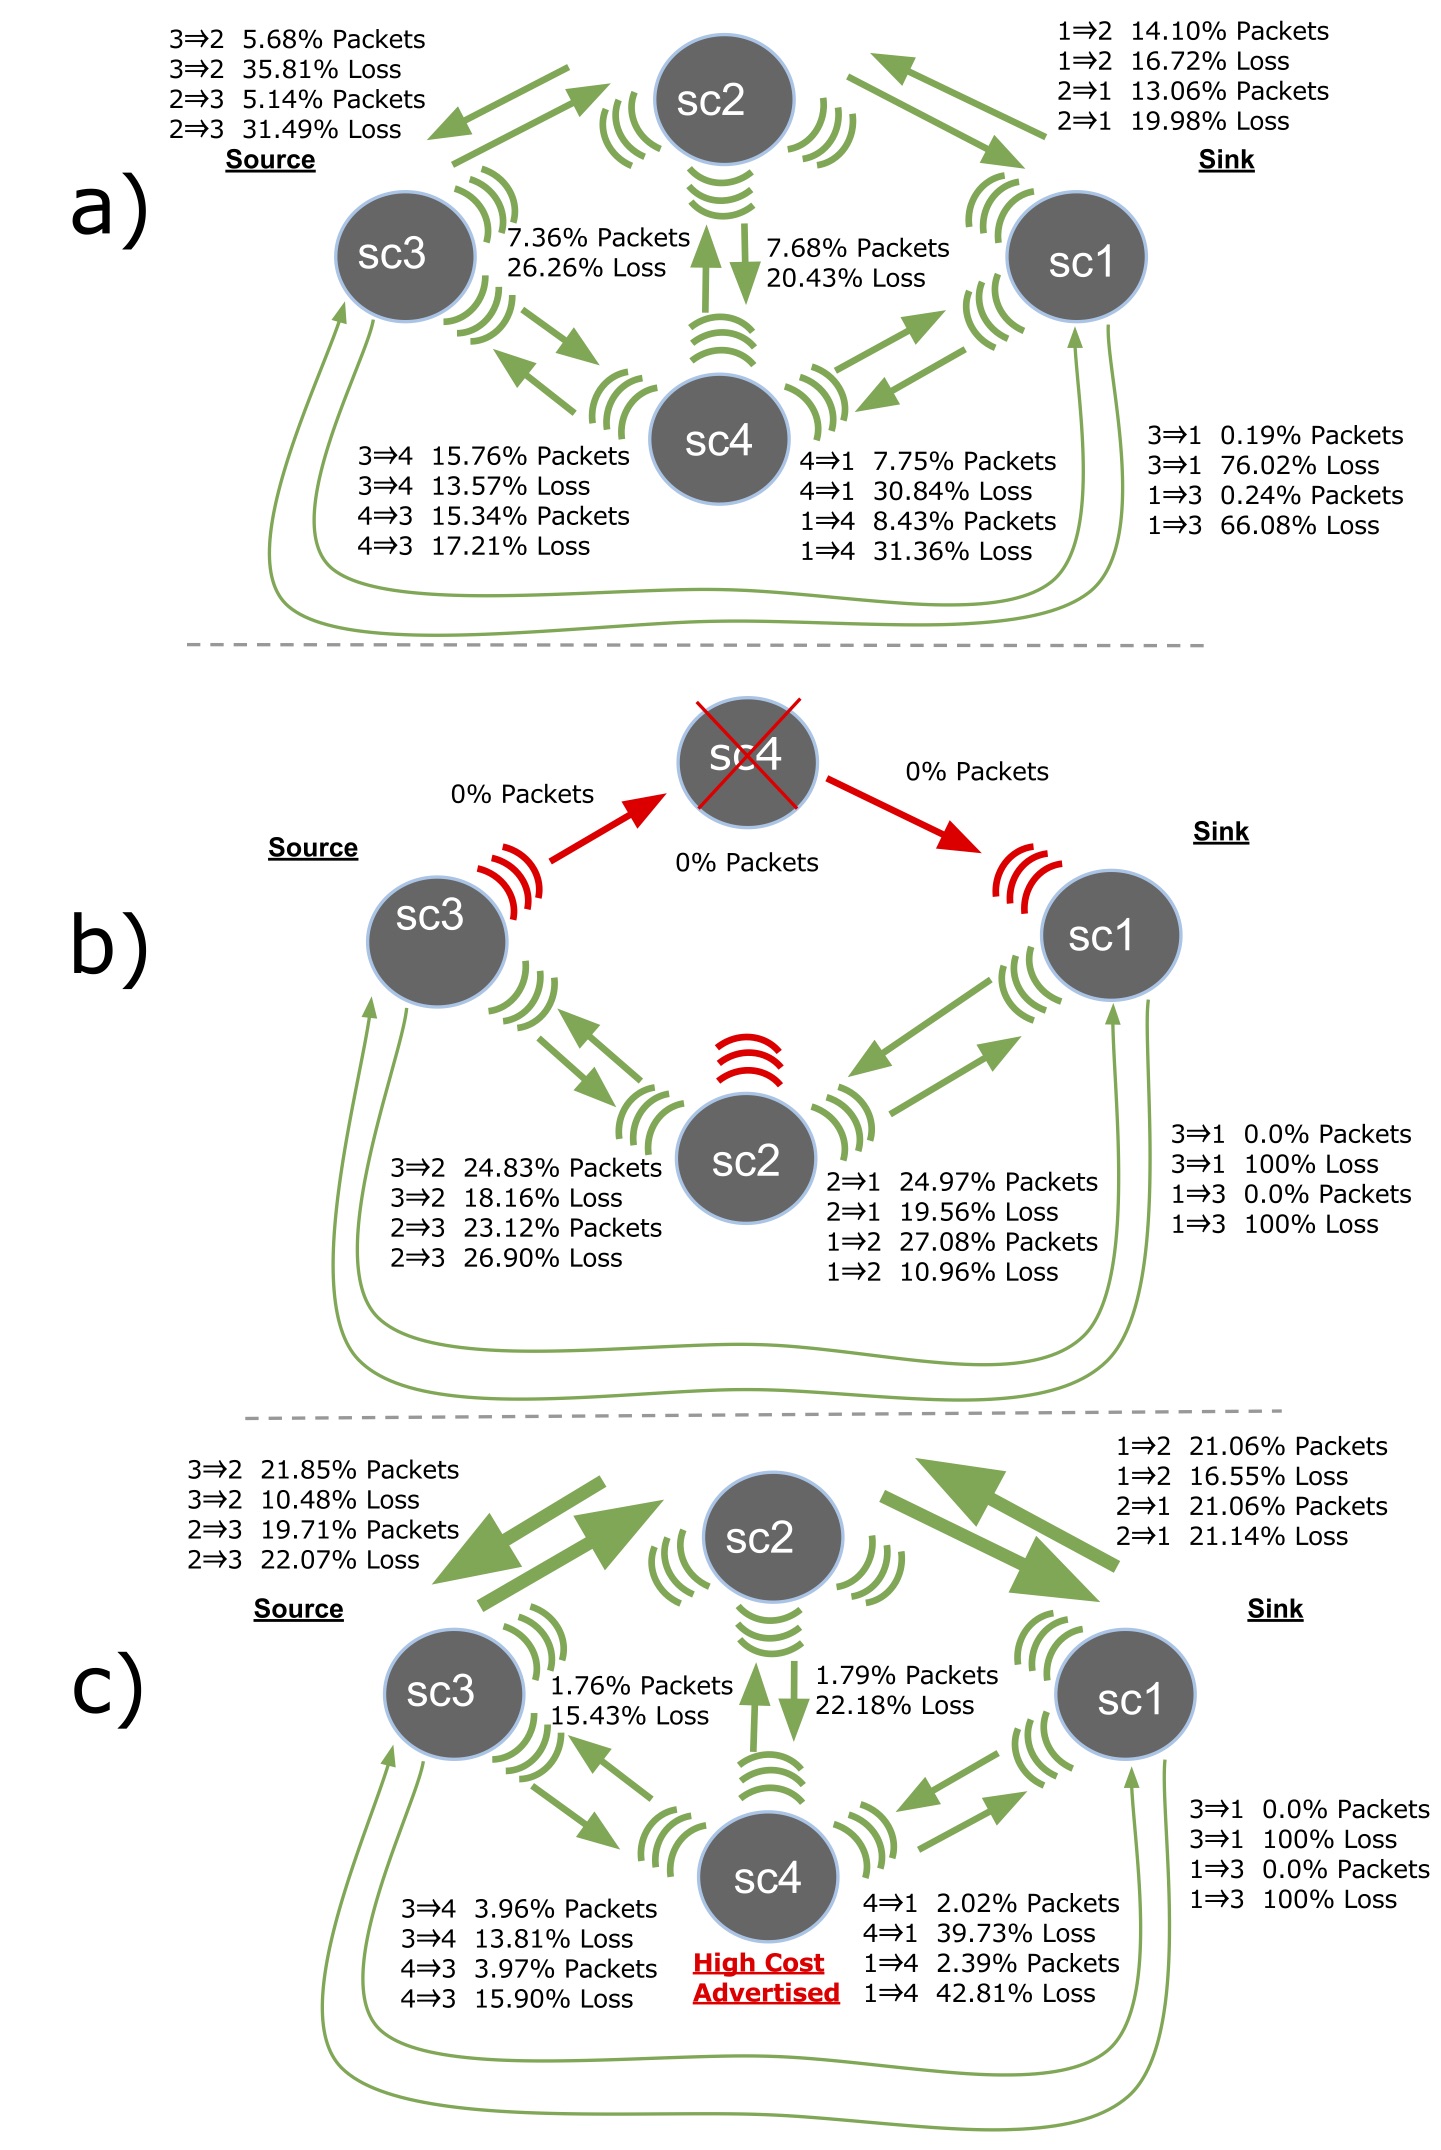 3⇒2 5.68% Packets
3⇒2 35.81% Loss
2⇒3 5.14% Packets
2⇒3 31.49% Loss
Source
1⇒2 14.10% Packets
1⇒2 16.72% Loss
2⇒1 13.06% Packets
2⇒1 19.98% Loss
Sink
a)
sc2
sc3
sc1
7.36% Packets
26.26% Loss
7.68% Packets
20.43% Loss
sc4
3⇒4 15.76% Packets
3⇒4 13.57% Loss
4⇒3 15.34% Packets
4⇒3 17.21% Loss
4⇒1 7.75% Packets
4⇒1 30.84% Loss
1⇒4 8.43% Packets
1⇒4 31.36% Loss
3⇒1 0.19% Packets
3⇒1 76.02% Loss
1⇒3 0.24% Packets
1⇒3 66.08% Loss
b)
sc4
0% Packets
0% Packets
0% Packets
Source
Sink
sc3
sc1
sc2
3⇒2 24.83% Packets
3⇒2 18.16% Loss
2⇒3 23.12% Packets
2⇒3 26.90% Loss
2⇒1 24.97% Packets
2⇒1 19.56% Loss
1⇒2 27.08% Packets
1⇒2 10.96% Loss
3⇒1 0.0% Packets
3⇒1 100% Loss
1⇒3 0.0% Packets
1⇒3 100% Loss
3⇒2 21.85% Packets
3⇒2 10.48% Loss
2⇒3 19.71% Packets
2⇒3 22.07% Loss
Source
1⇒2 21.06% Packets
1⇒2 16.55% Loss
2⇒1 21.06% Packets
2⇒1 21.14% Loss
Sink
c)
sc2
sc3
sc1
1.76% Packets
15.43% Loss
1.79% Packets
22.18% Loss
sc4
High Cost
Advertised
3⇒4 3.96% Packets
3⇒4 13.81% Loss
4⇒3 3.97% Packets
4⇒3 15.90% Loss
4⇒1 2.02% Packets
4⇒1 39.73% Loss
1⇒4 2.39% Packets
1⇒4 42.81% Loss
3⇒1 0.0% Packets
3⇒1 100% Loss
1⇒3 0.0% Packets
1⇒3 100% Loss